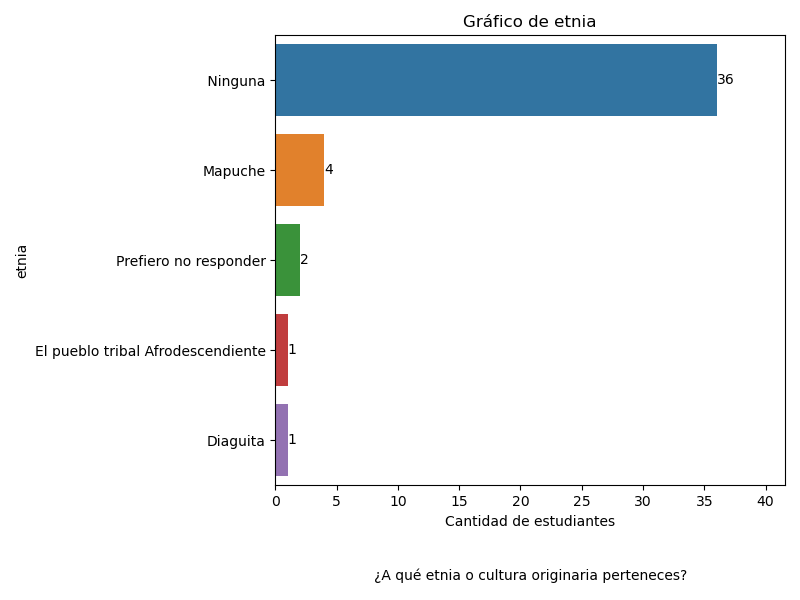 Gráfico de etnia
Ninguna
36
Mapuche
4
Prefiero no responder
2
El pueblo tribal Afrodescendiente
1
Diaguita
1
etnia
0 5 10 15 20 25 30 35 40
Cantidad de estudiantes
¿A qué etnia o cultura originaria perteneces?